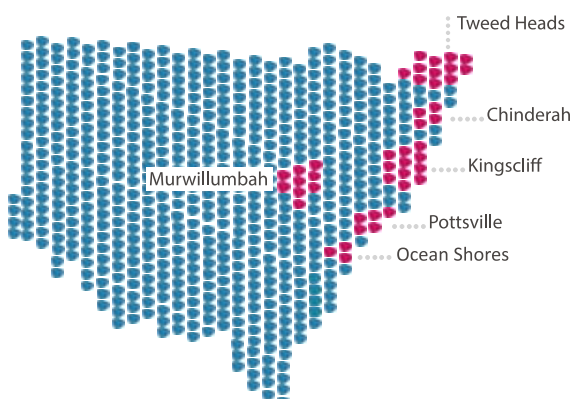 Tweed Heads
Chinderah
Kingscliff
Murwillumbah
Pottsville
Ocean Shores